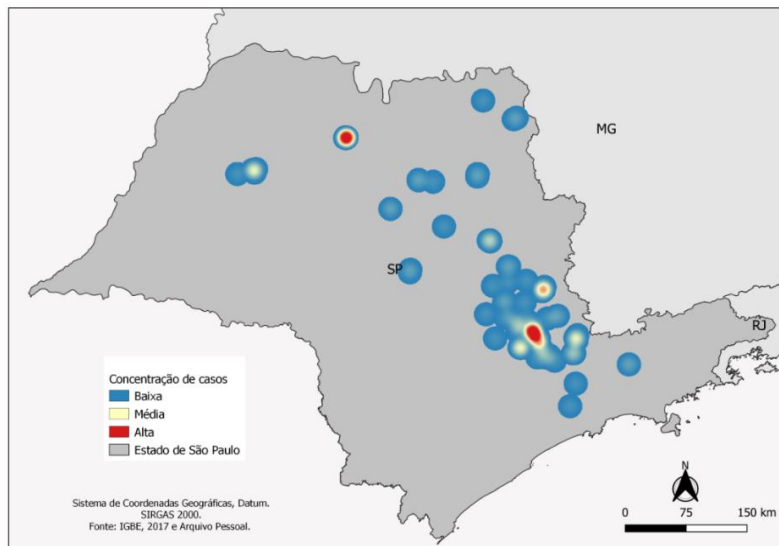 MG
SP
RJ
Concentração de casos
Baixa
Média
Alta
Estado de São Paulo
Sistema de Coordenadas Geográficas, Datum.
SIRGAS 2000.
Fonte: IGBE, 2017 e Arquivo Pessoal.
N
0 75 150 km